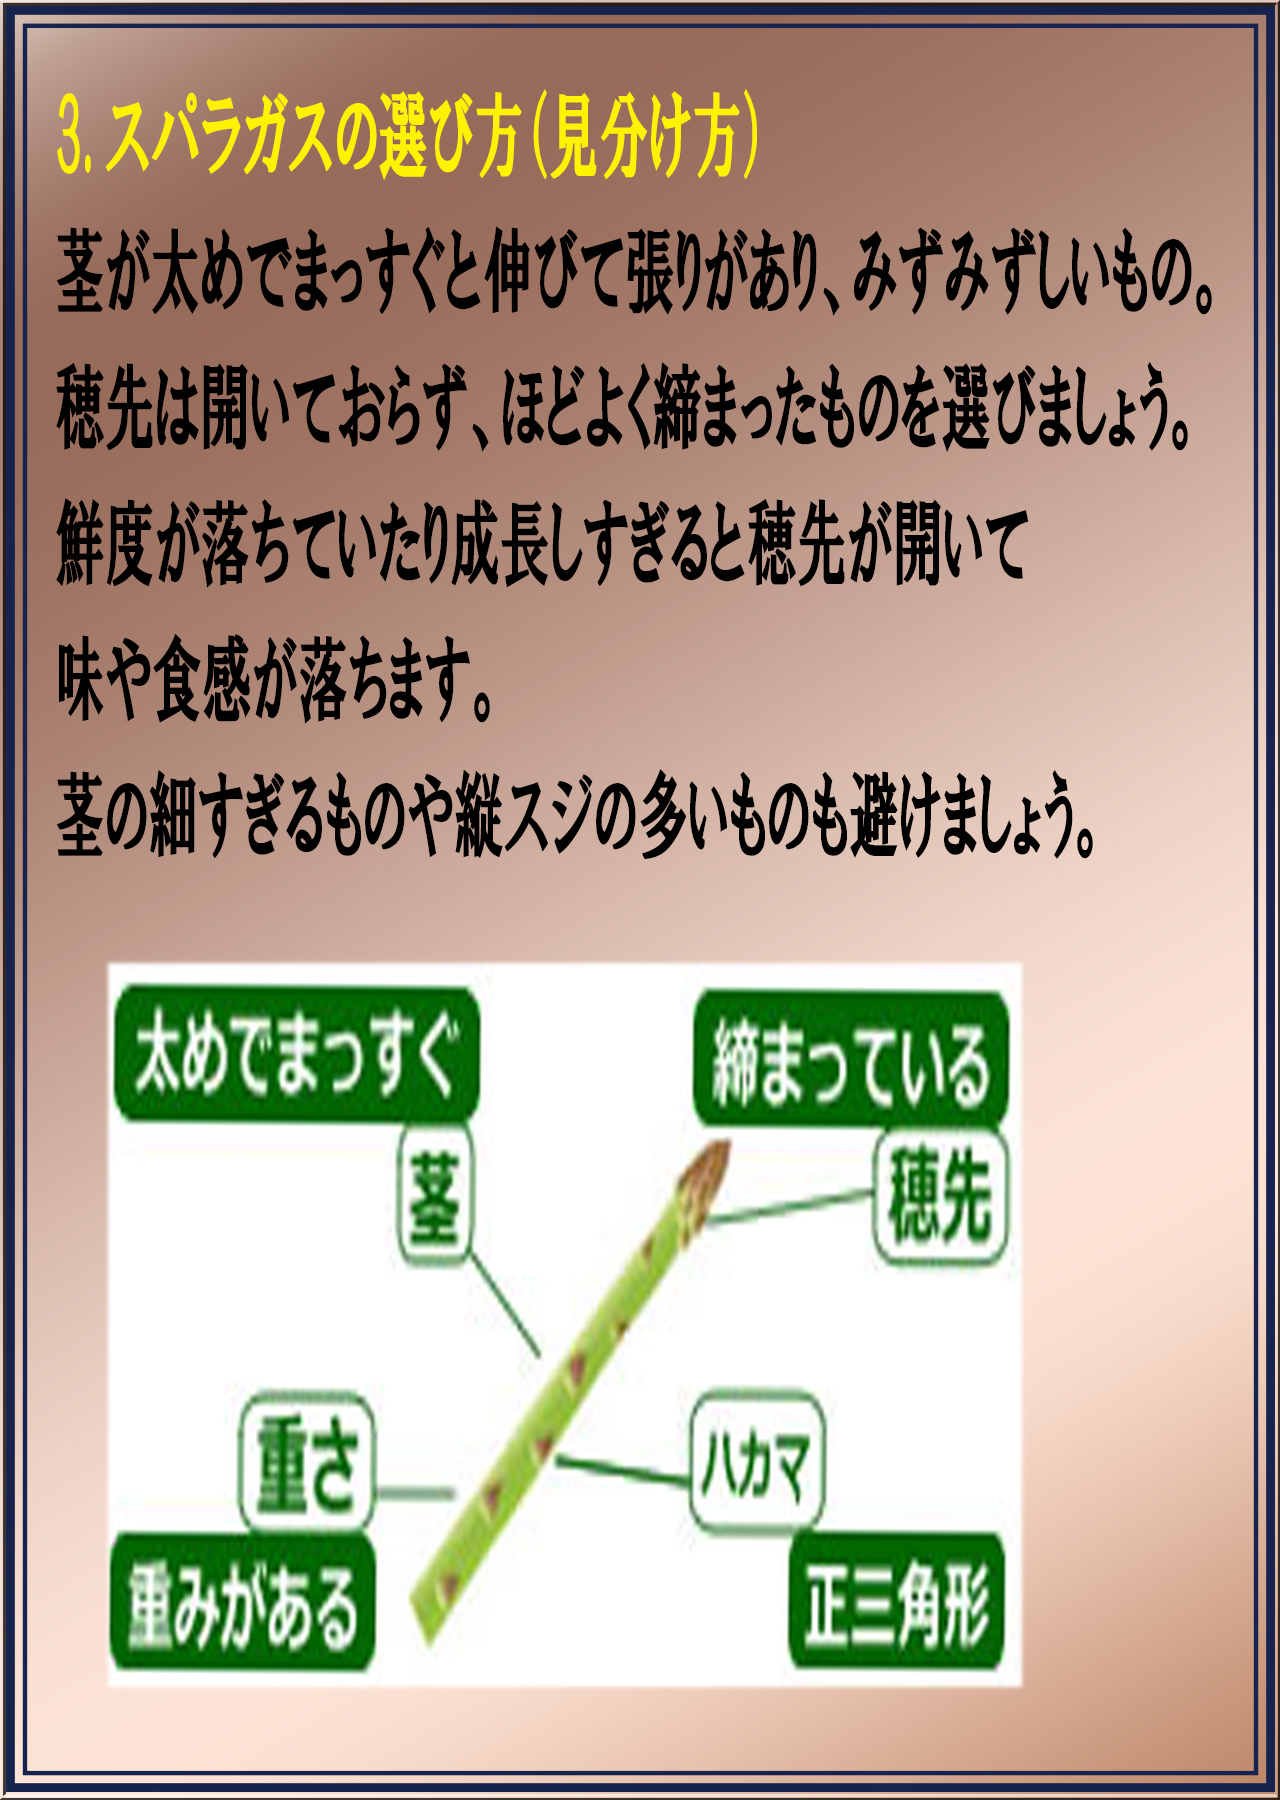 3.スパラガスの選び方(見分け方)
茎が太めでまっすぐと伸びて張りがあり、みずみずしいもの。
穂先は開いておらず、ほどよく締まったものを選びましょう。
鮮度が落ちていたり成長しすぎると穂先が開いて
味や食感が落ちます。
茎の細すぎるものや縦スジの多いものも避けましょう。
太めでまっすぐ
締まっている
茎
穂先
重さ
ハカマ
重みがある
正三角形